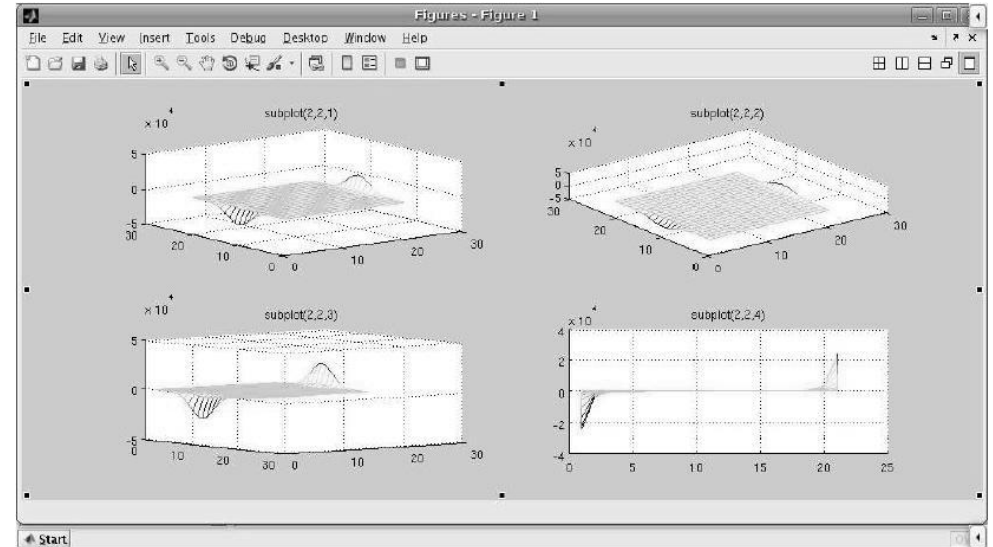 Figures - Figure 1
File Edit View Insert Tools Debug Desktop Window Help
subplot(2,2,1)
× 10 4
5
0
-5
30 20 10 0
0 10 20 30
subplot(2,2,2)
× 10 4
5
0
-5
30 20 10 0
0 10 20 30
subplot(2,2,3)
× 10 4
5
0
-5
0 10 20 30
0 10 20 30
subplot(2,2,4)
× 10 4
4
2
0
-2
-4
0 5 10 15 20 25
Start